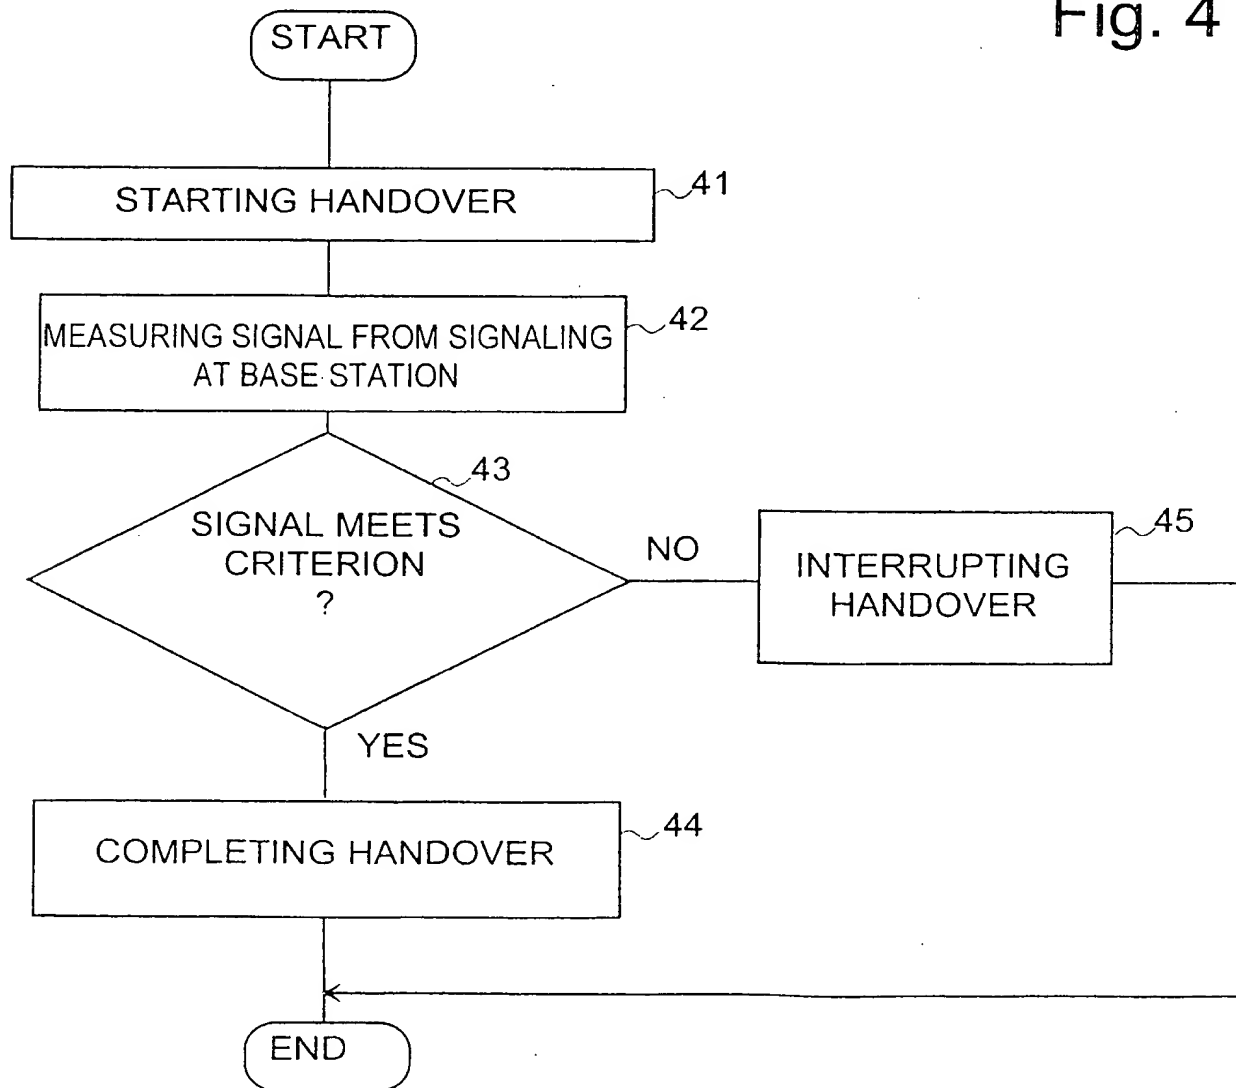 Fig. 4
START
STARTING HANDOVER
41
MEASURING SIGNAL FROM SIGNALING
AT BASE STATION
42
43
SIGNAL MEETS
CRITERION
?
NO
INTERRUPTING
HANDOVER
45
YES
COMPLETING HANDOVER
44
END